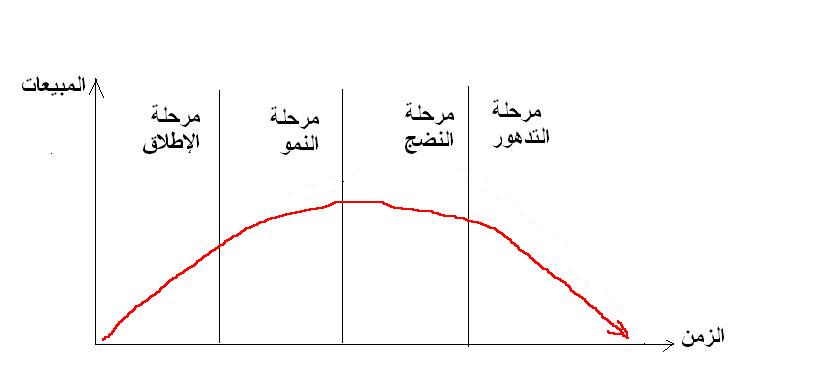 المبيعات
مرحلة
الإطلاق
مرحلة
النمو
مرحلة
النضج
مرحلة
التدهور
الزمن